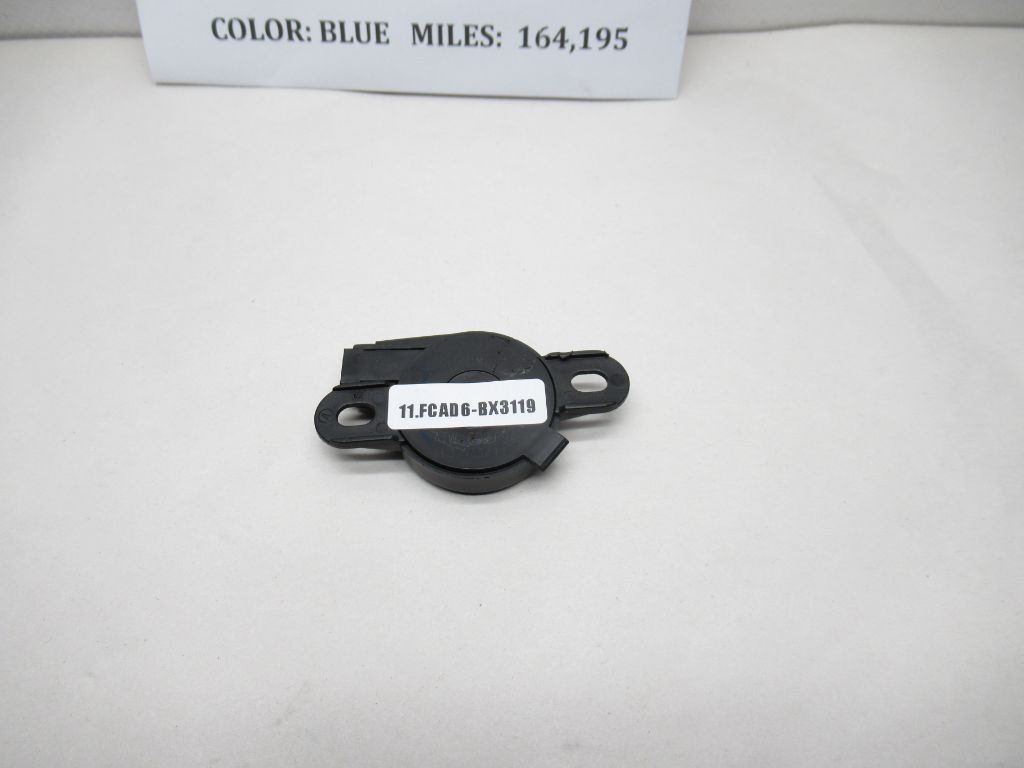 COLOR: BLUE MILES: 164,195
11.FCAD6-BX3119